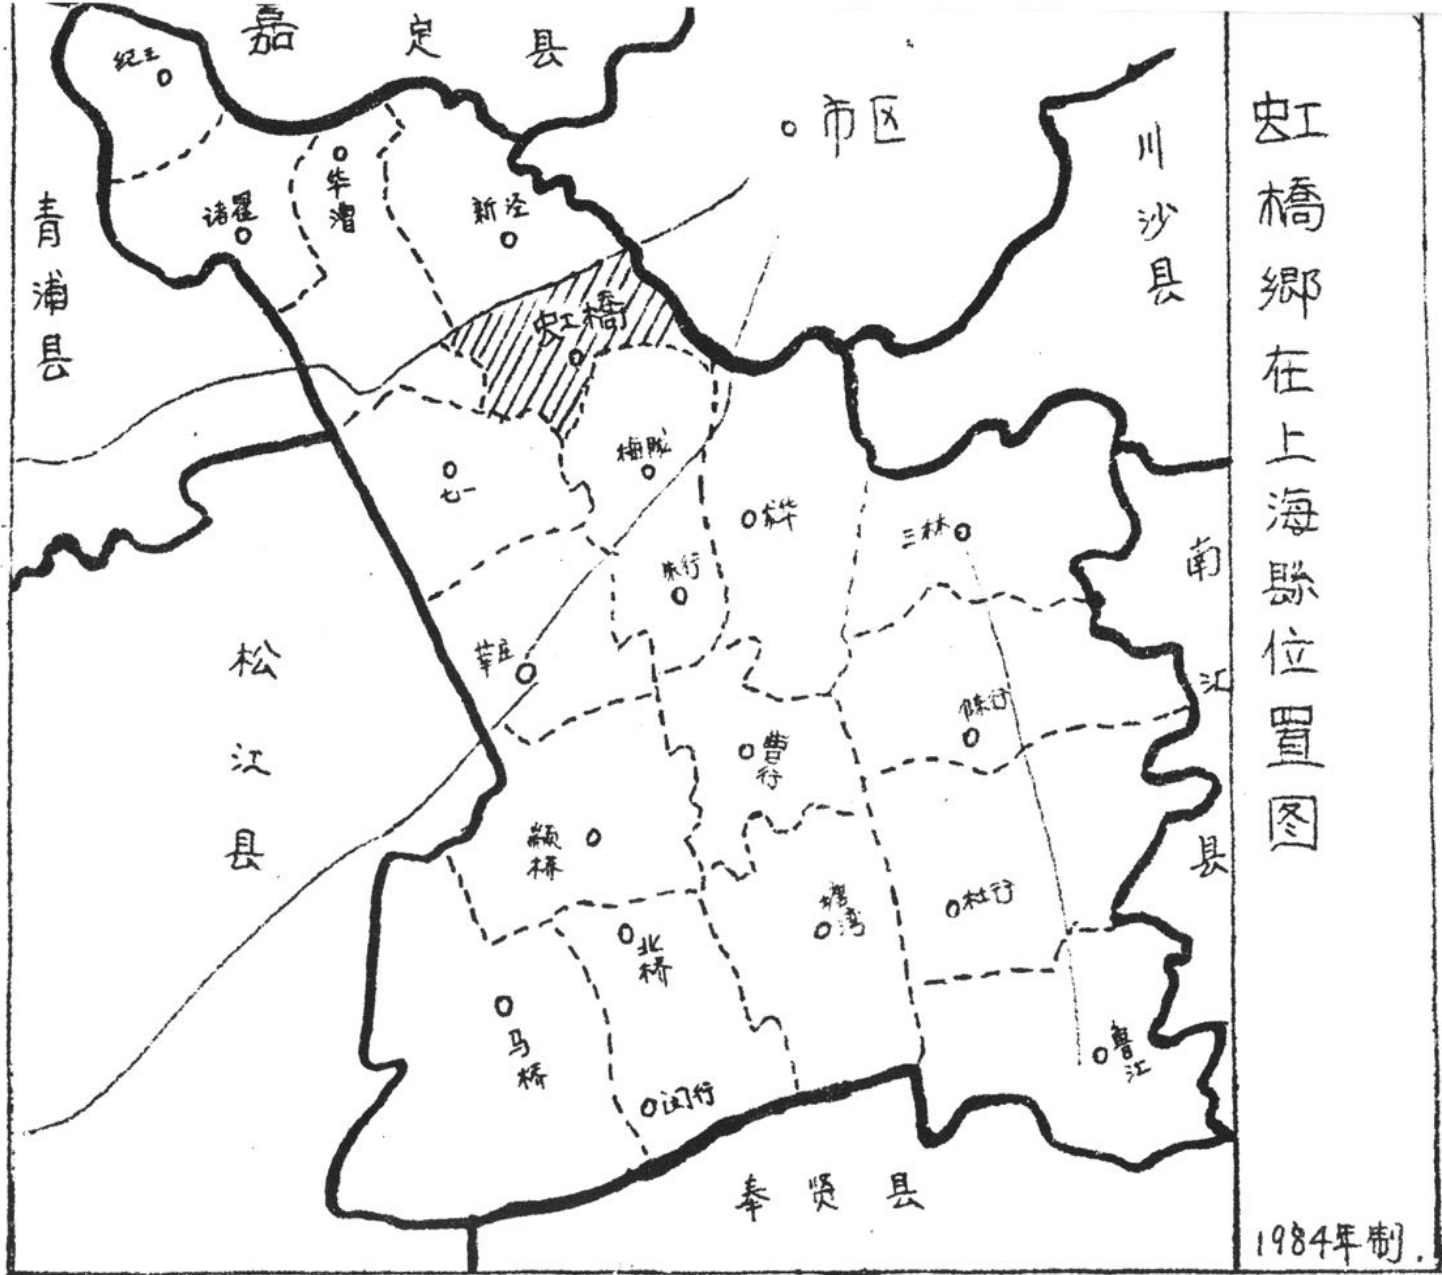 虹橋郷在上海縣位置图
嘉定县
纪王
市区
川沙县
华漕
诸翟
新泾
青浦县
虹橋
梅陇
七一
龙华
三林
南汇县
朱行
莘庄
松江县
陈行
曹行
颛桥
塘湾
杜行
北桥
马桥
鲁汇
闵行
奉贤县
1984年制.